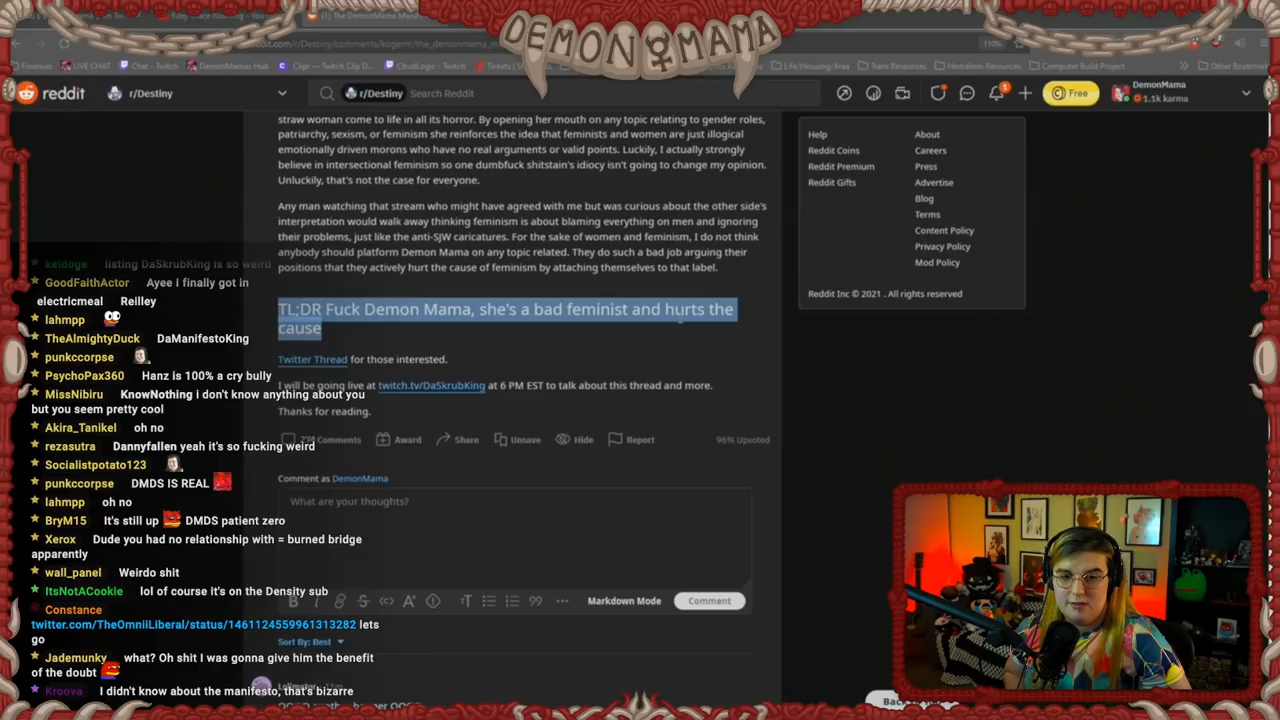 DEMON MAMA
reddit
r/Destiny
r/Destiny
Search Reddit
Free
DemonMama
1.1k karma
straw woman come to life in all its horror. By opening her mouth on any topic relating to gender roles,
patriarchy, sexism, or feminism she reinforces the idea that feminists and women are just illogical
emotionally driven morons who have no real arguments or valid points. Luckily, I actually strongly
believe in intersectional feminism so one dumbfuck shitstain's idiocy isn't going to change my opinion.
Unluckily, that's not the case for everyone.
Any man watching that stream who might have agreed with me but was curious about the other side's
interpretation would walk away thinking feminism is about blaming everything on men and ignoring
their problems, just like the anti-SJW caricatures. For the sake of women and feminism, I do not think
anybody should platform Demon Mama on any topic related. They do such a bad job arguing their
positions that they actively hurt the cause of feminism by attaching themselves to that label.
TL;DR Fuck Demon Mama, she's a bad feminist and hurts the
cause
Twitter Thread for those interested.
I will be going live at twitch.tv/DaSkrubKing at 6 PM EST to talk about this thread and more.
Thanks for reading.
Comments
Award
Share
Unsave
Hide
Report
96% Upvoted
Comment as DemonMama
What are your thoughts?
Markdown Mode
Comment
Sort By: Best
Help
About
Reddit Coins
Careers
Reddit Premium
Press
Reddit Gifts
Advertise
Blog
Terms
Content Policy
Privacy Policy
Mod Policy
Reddit Inc © 2021 . All rights reserved
keldoge listing DaSkrubKing is so weird
GoodFaithActor Ayee I finally got in
electricmeal Reilley
lahmpp
TheAlmightyDuck DaManifestoKing
punkccorpse
PsychoPax360 Hanz is 100% a cry bully
MissNibiru KnowNothing i don't know anything about you
but you seem pretty cool
Akira_Tanikel oh no
rezasutra Dannyfallen yeah it's so fucking weird
Socialistpotato123
punkccorpse DMDS IS REAL
lahmpp oh no
BryM15 It's still up DMDS patient zero
Xerox Dude you had no relationship with = burned bridge
apparently
wall_panel Weirdo shit
ItsNotACookie lol of course it's on the Density sub
Constance
twitter.com/TheOmniiLiberal/status/1461124559961313282 lets
go
Jademunky what? Oh shit I was gonna give him the benefit
of the doubt
Kroova I didn't know about the manifesto, that's bizarre